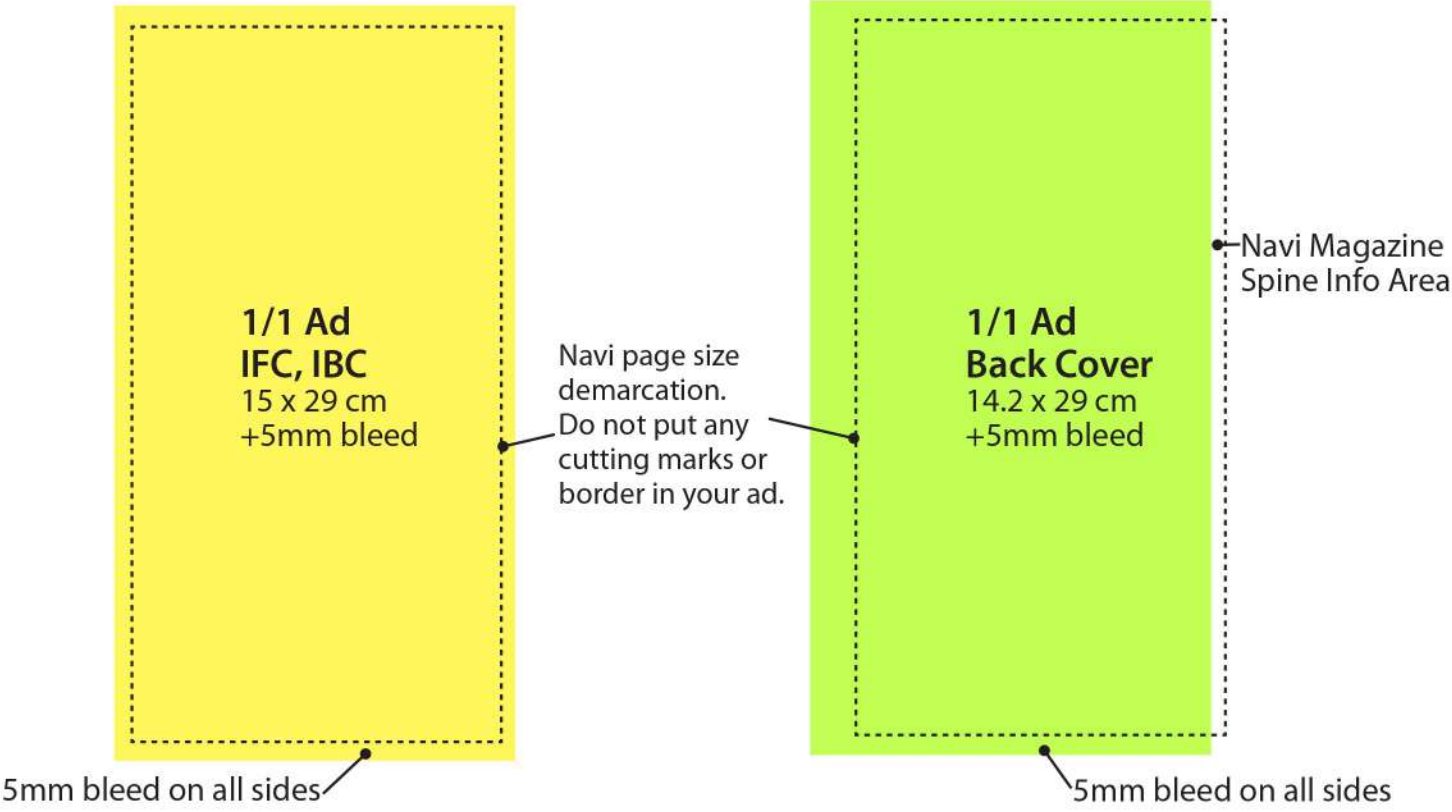 1/1 Ad
IFC, IBC
15 x 29 cm
+5mm bleed
5mm bleed on all sides
Navi page size
demarcation.
Do not put any
cutting marks or
border in your ad.
1/1 Ad
Back Cover
14.2 x 29 cm
+5mm bleed
Navi Magazine
Spine Info Area
5mm bleed on all sides